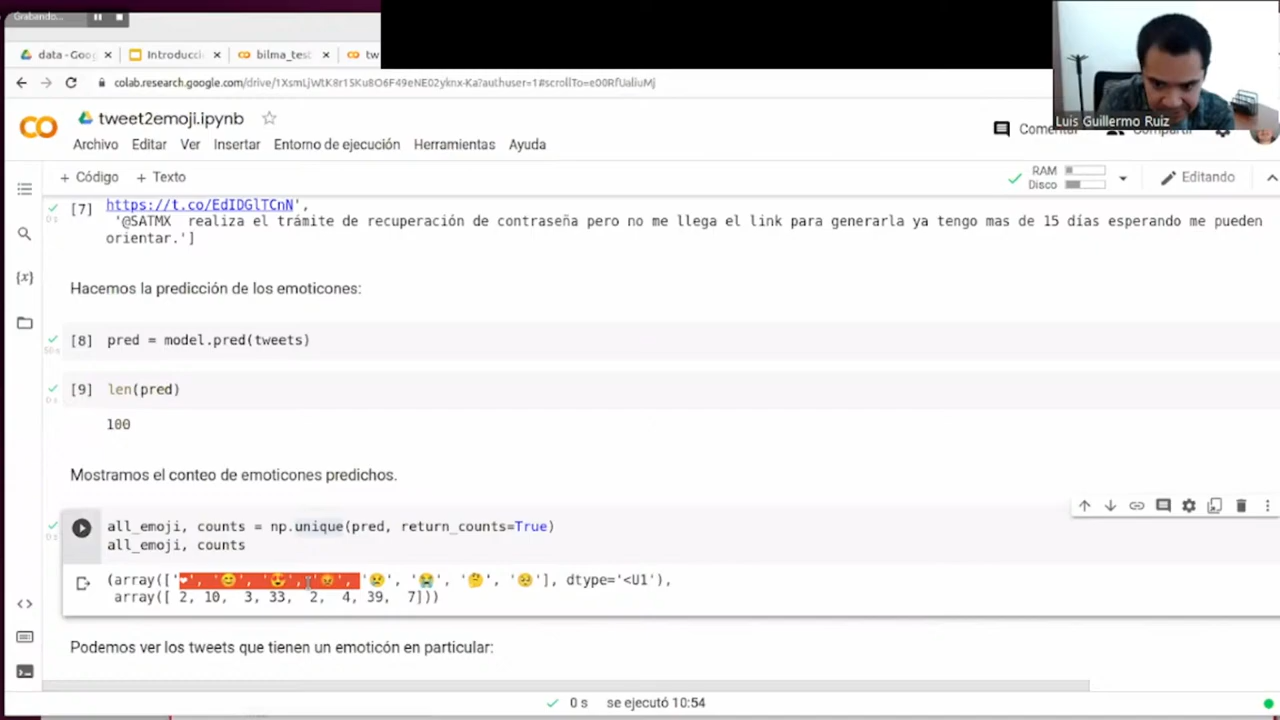 Grabando...
data - Goo
Introducci
bilma_test
tw
colab.research.google.com/drive/1XsmLjWtK8r15Ku8O6F49eNE02yknx-Ka?authuser=1#scrollTo=e00RfUaliuMj
Luis Guillermo Ruiz
tweet2emoji.ipynb
Archivo Editar Ver Insertar Entorno de ejecución Herramientas Ayuda
+ Código + Texto
RAM
Disco
Editando
[7] https://t.co/EdIDGlTCnN',
'@SATMX realiza el trámite de recuperación de contraseña pero no me llega el link para generarla ya tengo mas de 15 días esperando me pueden
orientar.']
Hacemos la predicción de los emoticones:
[8] pred = model.pred(tweets)
[9] len(pred)
0 s
100
Mostramos el conteo de emoticones predichos.
all_emoji, counts = np.unique(pred, return_counts=True)
all_emoji, counts
(array(['❤', '😊', '😍', '😡', '😢', '😭', '🤔', '🥺'], dtype='<U1'),
array([ 2, 10, 3, 33, 2, 4, 39, 7]))
Podemos ver los tweets que tienen un emoticón en particular:
0 s se ejecutó 10:54